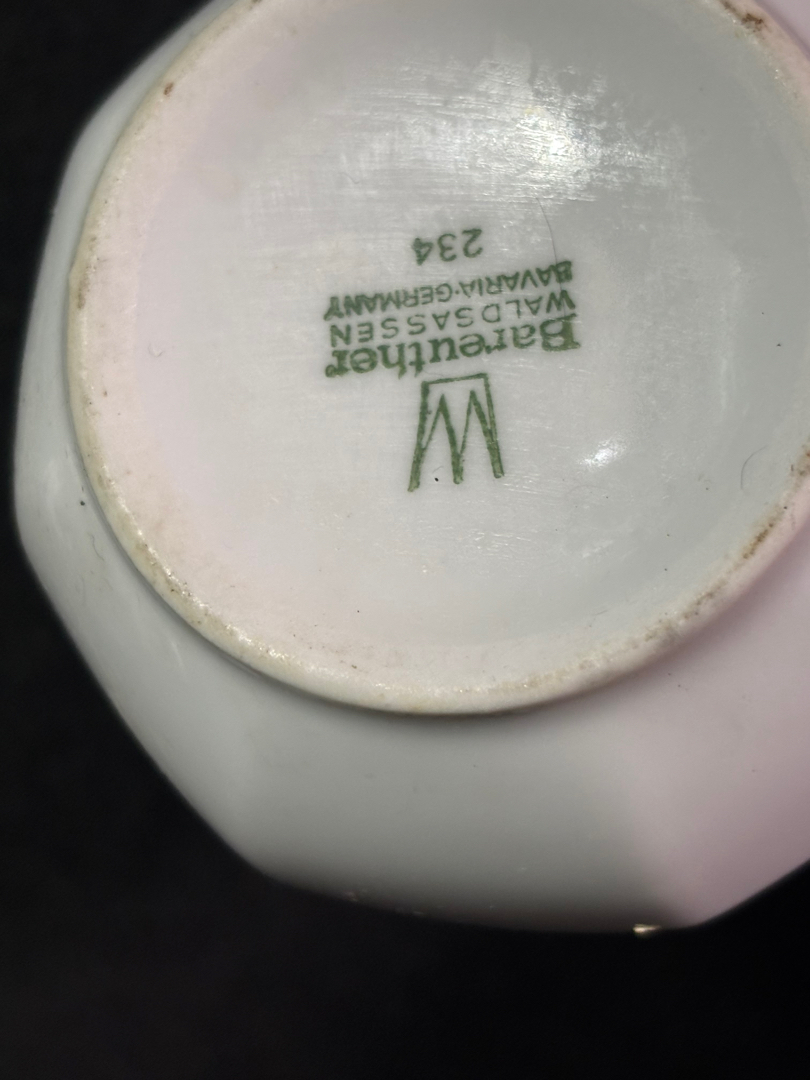 W
Bareuther
WALDSASSEN
BAVARIA·GERMANY
234